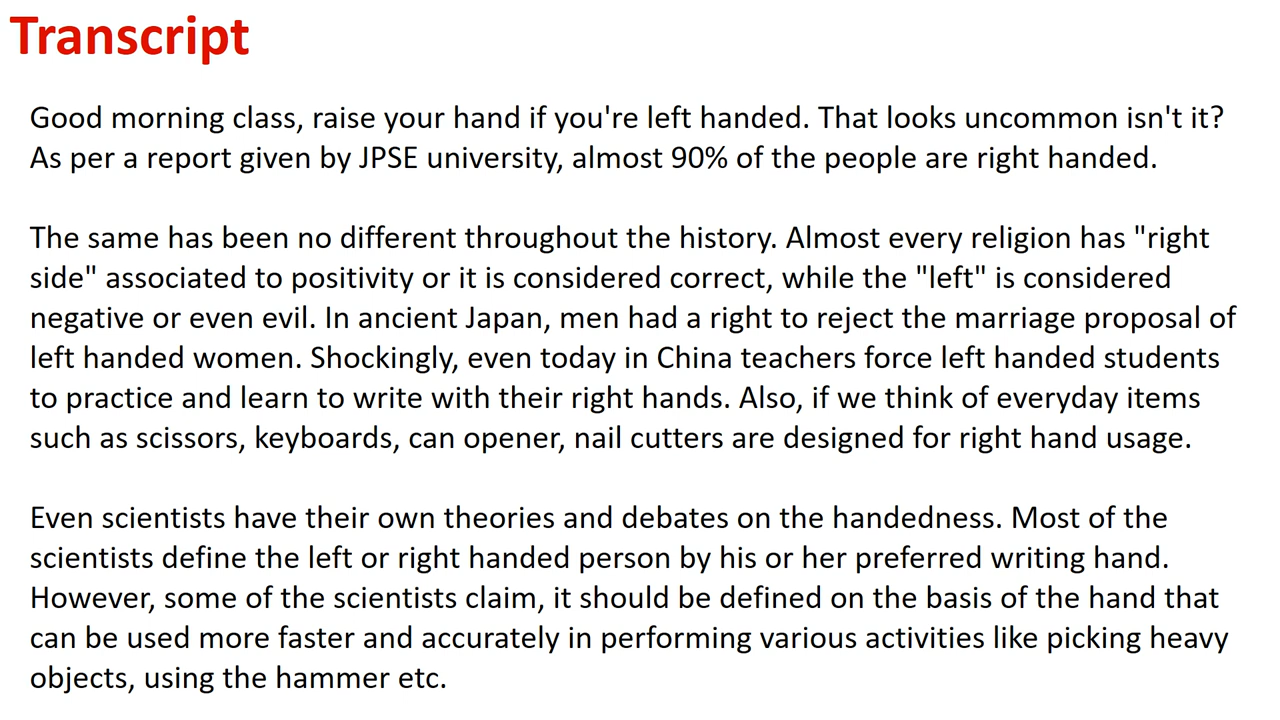 Transcript
Good morning class, raise your hand if you're left handed. That looks uncommon isn't it?
As per a report given by JPSE university, almost 90% of the people are right handed.
The same has been no different throughout the history. Almost every religion has "right
side" associated to positivity or it is considered correct, while the "left" is considered
negative or even evil. In ancient Japan, men had a right to reject the marriage proposal of
left handed women. Shockingly, even today in China teachers force left handed students
to practice and learn to write with their right hands. Also, if we think of everyday items
such as scissors, keyboards, can opener, nail cutters are designed for right hand usage.
Even scientists have their own theories and debates on the handedness. Most of the
scientists define the left or right handed person by his or her preferred writing hand.
However, some of the scientists claim, it should be defined on the basis of the hand that
can be used more faster and accurately in performing various activities like picking heavy
objects, using the hammer etc.